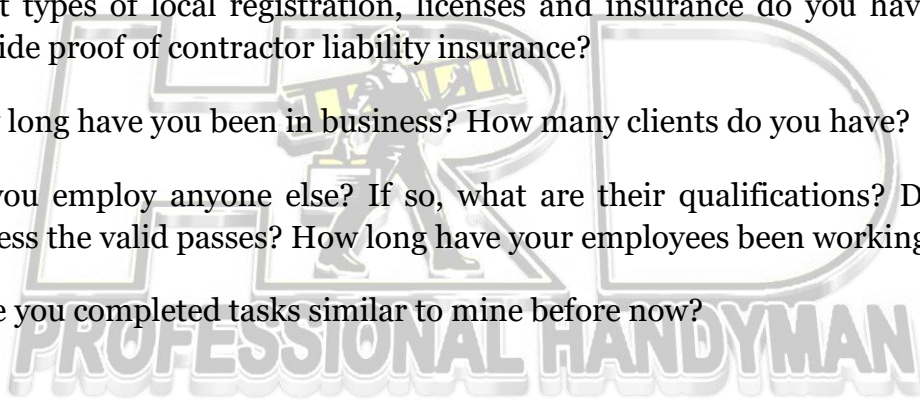 t types of local registration, licenses and insurance do you hav
ide proof of contractor liability insurance?
long have you been in business? How many clients do you have?
you employ anyone else? If so, what are their qualifications? D
ess the valid passes? How long have your employees been working
e you completed tasks similar to mine before now?
HRD
PROFESSIONAL HANDYMAN